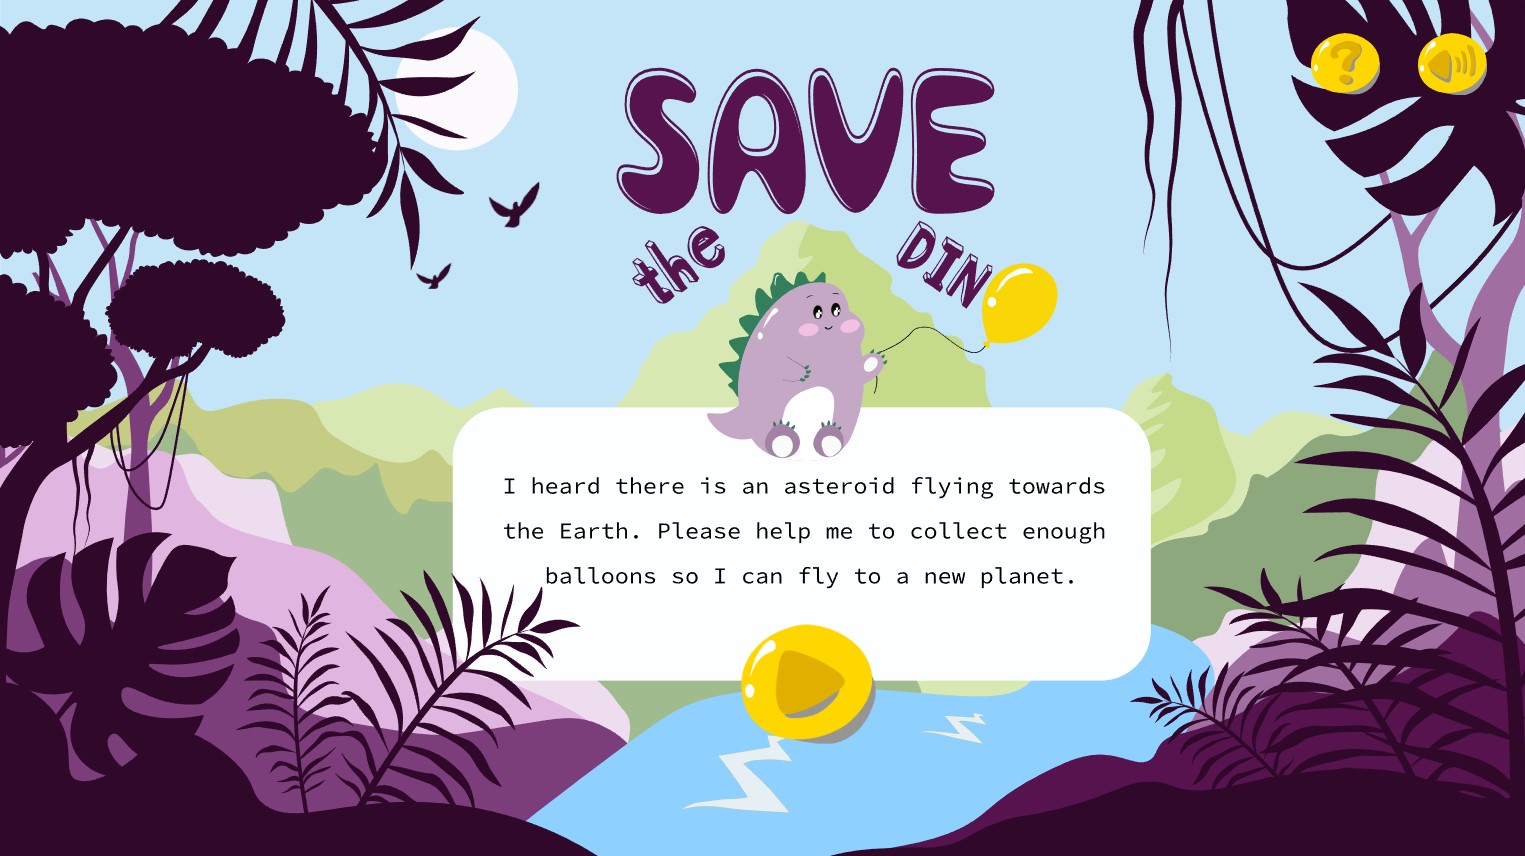 SAVE
the DINO
I heard there is an asteroid flying towards
the Earth. Please help me to collect enough
balloons so I can fly to a new planet.
?